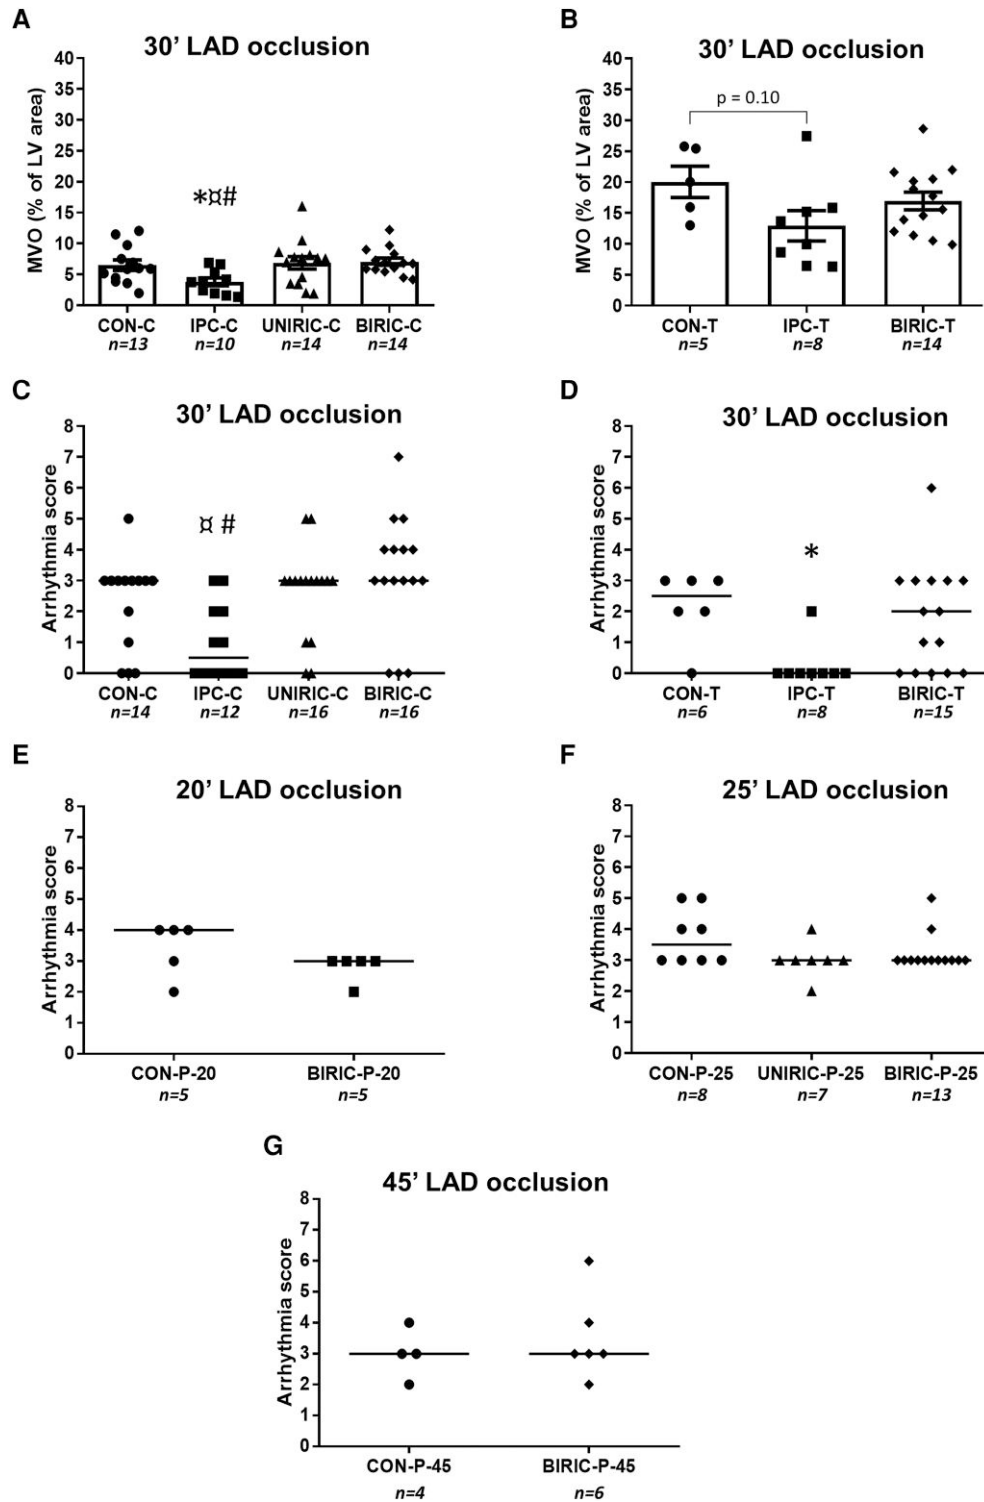 A
30’ LAD occlusion
MVO (% of LV area)
40
35
30
25
20
15
10
5
0
*¤#
CON-C IPC-C UNIRIC-C BIRIC-C
n=13 n=10 n=14 n=14
B
30’ LAD occlusion
MVO (% of LV area)
40
35
30
25
20
15
10
5
0
p = 0.10
CON-T IPC-T BIRIC-T
n=5 n=8 n=14
C
30’ LAD occlusion
Arrhythmia score
8
7
6
5
4
3
2
1
0
¤ #
CON-C IPC-C UNIRIC-C BIRIC-C
n=14 n=12 n=16 n=16
D
30’ LAD occlusion
Arrhythmia score
8
7
6
5
4
3
2
1
0
*
CON-T IPC-T BIRIC-T
n=6 n=8 n=15
E
20’ LAD occlusion
Arrhythmia score
8
7
6
5
4
3
2
1
0
CON-P-20 BIRIC-P-20
n=5 n=5
F
25’ LAD occlusion
Arrhythmia score
8
7
6
5
4
3
2
1
0
CON-P-25 UNIRIC-P-25 BIRIC-P-25
n=8 n=7 n=13
G
45’ LAD occlusion
Arrhythmia score
8
7
6
5
4
3
2
1
0
CON-P-45 BIRIC-P-45
n=4 n=6